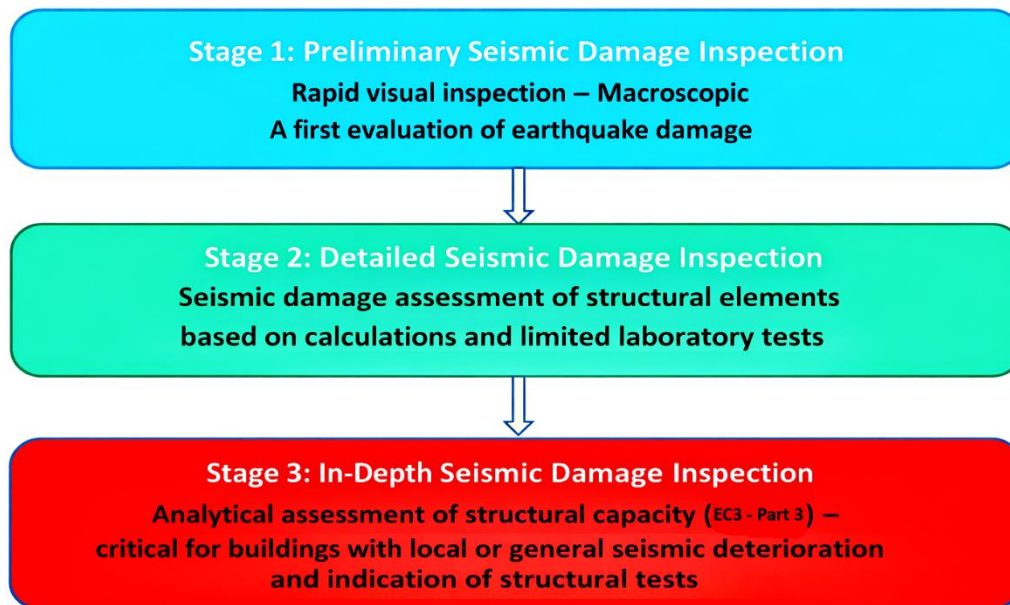 Stage 1: Preliminary Seismic Damage Inspection
Rapid visual inspection – Macroscopic
A first evaluation of earthquake damage
Stage 2: Detailed Seismic Damage Inspection
Seismic damage assessment of structural elements
based on calculations and limited laboratory tests
Stage 3: In-Depth Seismic Damage Inspection
Analytical assessment of structural capacity (EC3 - Part 3) –
critical for buildings with local or general seismic deterioration
and indication of structural tests